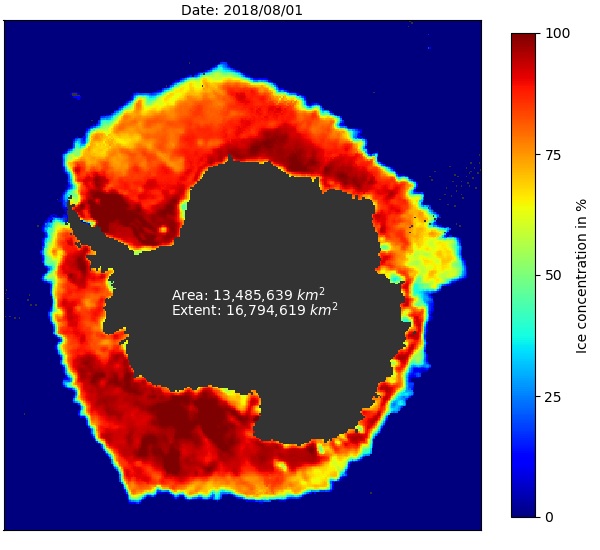 Date: 2018/08/01
Area: 13,485,639 km²
Extent: 16,794,619 km²
100
75
50
25
0
Ice concentration in %